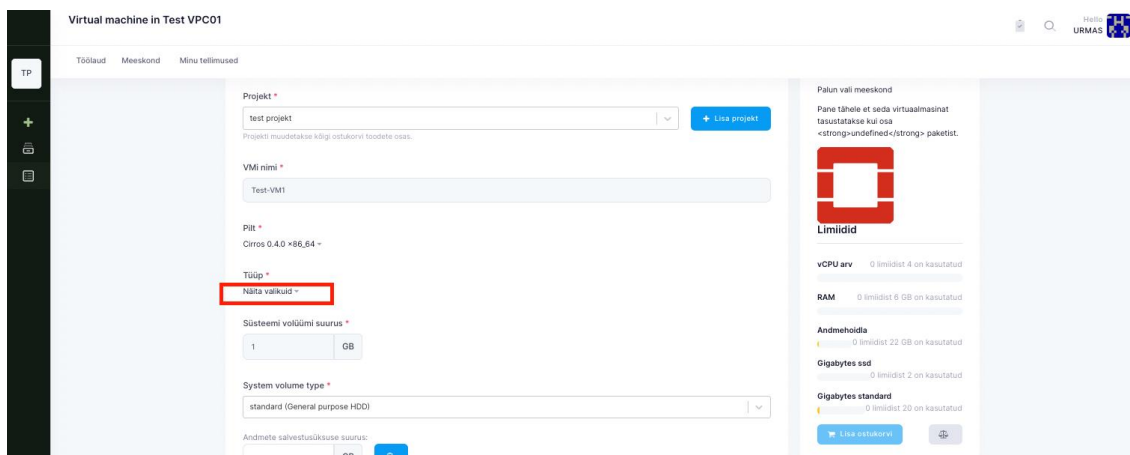 Virtual machine in Test VPC01
Hello
URMAS
TP
Töölaud Meeskond Minu tellimused
Projekt *
test projekt
+ Lisa projekt
Projekti muudetakse kõigi ostukorvi toodete osas.
VMi nimi *
Test-VM1
Pilt *
Cirros 0.4.0 x86_64
Tüüp *
Näita valikuid
Süsteemi volüümi suurus *
1 GB
System volume type *
standard (General purpose HDD)
Andmete salvestusüksuse suurus:
GB
Palun vali meeskond
Pane tähele et seda virtuaalmasinat
tasustatakse kui osa
<strong>undefined</strong> paketist.
Limiidid
vCPU arv 0 limiidist 4 on kasutatud
RAM 0 limiidist 6 GB on kasutatud
Andmehoidla
0 limiidist 22 GB on kasutatud
Gigabytes ssd
0 limiidist 2 on kasutatud
Gigabytes standard
0 limiidist 20 on kasutatud
Lisa ostukorvi